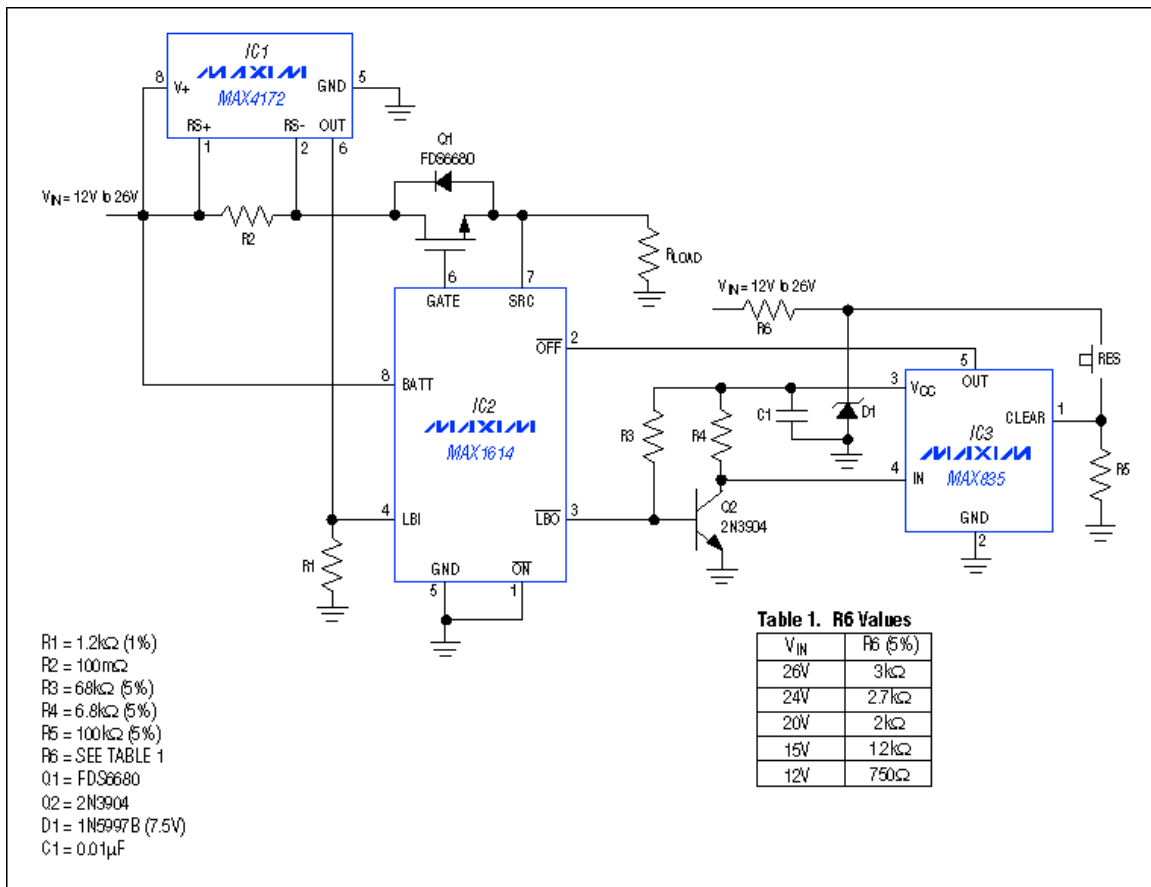 IC1
MAXIM
MAX4172
8
V+
GND
5
RS+
RS-
OUT
1
2
6
Q1
FDS6680
VIN = 12V to 26V
R2
RLOAD
6
7
GATE
SRC
VIN = 12V to 26V
R6
OFF
2
8
BATT
IC2
MAXIM
MAX1614
R3
R4
C1
D1
3
VCC
5
OUT
RES
CLEAR
1
IC3
MAXIM
MAX835
4
IN
R5
GND
2
4
LBI
LBO
3
Q2
2N3904
R1
GND
ON
5
1
R1 = 1.2kΩ (1%)
R2 = 100mΩ
R3 = 68kΩ (5%)
R4 = 6.8kΩ (5%)
R5 = 100kΩ (5%)
R6 = SEE TABLE 1
Q1 = FDS6680
Q2 = 2N3904
D1 = 1N5997B (7.5V)
C1 = 0.01µF
Table 1. R6 Values
VIN R6 (5%)
26V 3kΩ
24V 2.7kΩ
20V 2kΩ
15V 1.2kΩ
12V 750Ω